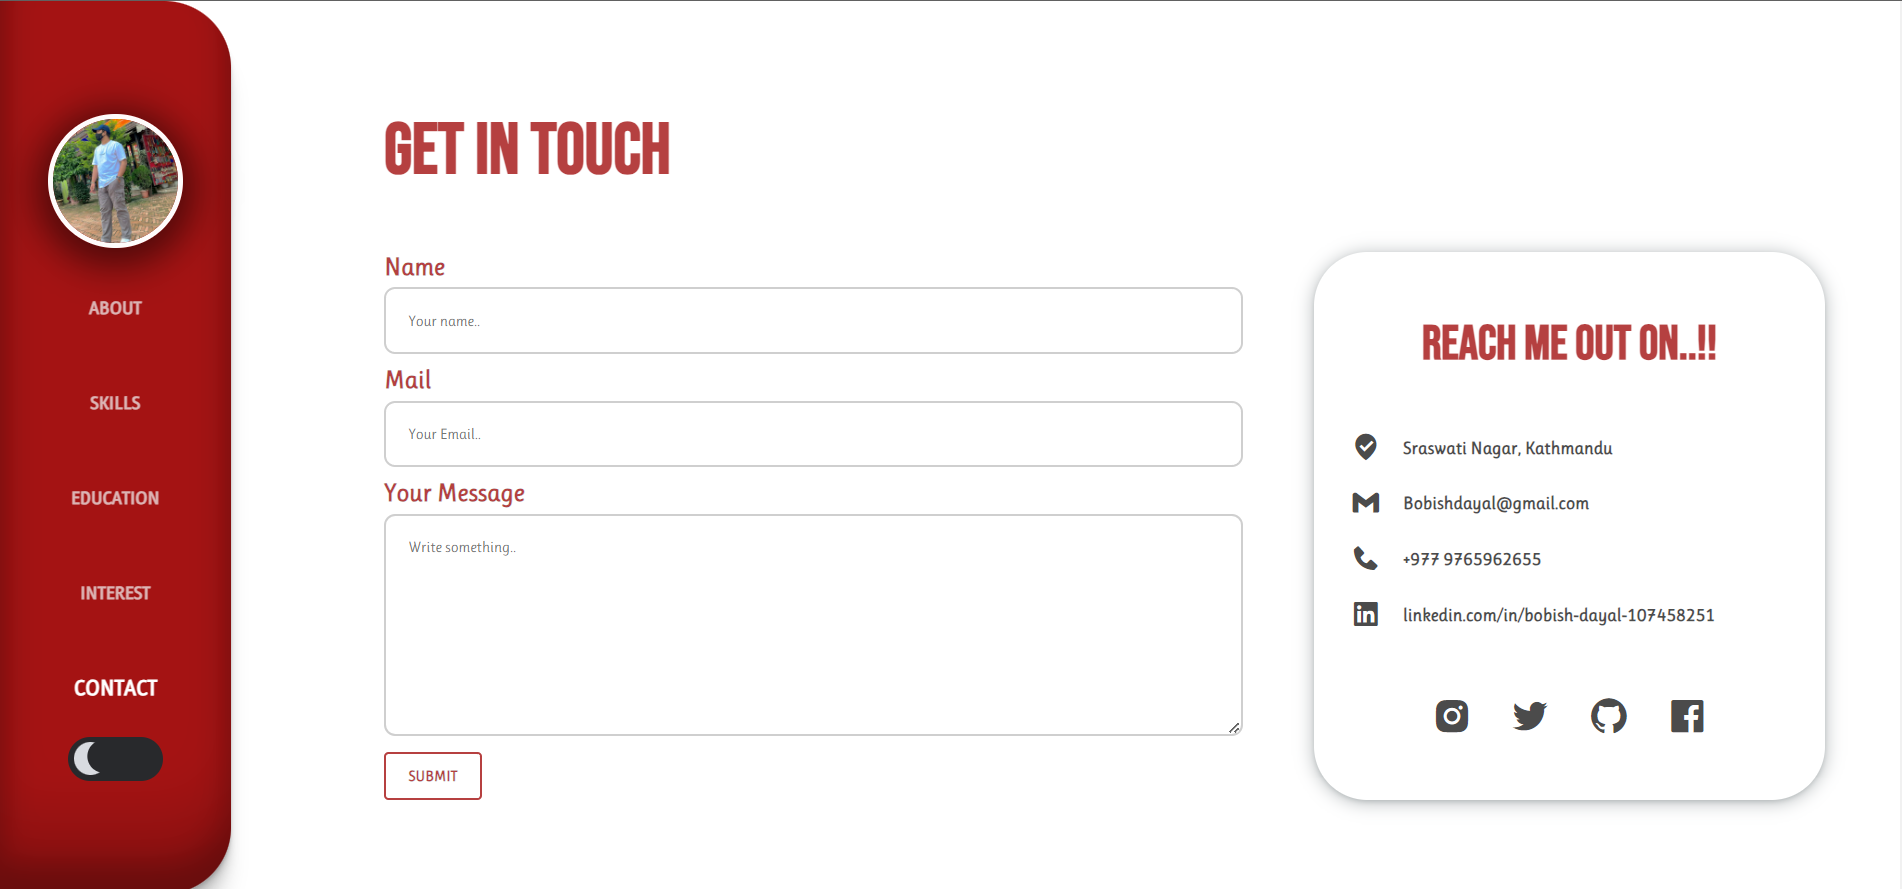 ABOUT
SKILLS
EDUCATION
INTEREST
CONTACT
GET IN TOUCH
Name
Your name..
Mail
Your Email..
Your Message
Write something..
SUBMIT
REACH ME OUT ON..!!
Sraswati Nagar, Kathmandu
Bobishdayal@gmail.com
+977 9765962655
linkedin.com/in/bobish-dayal-107458251